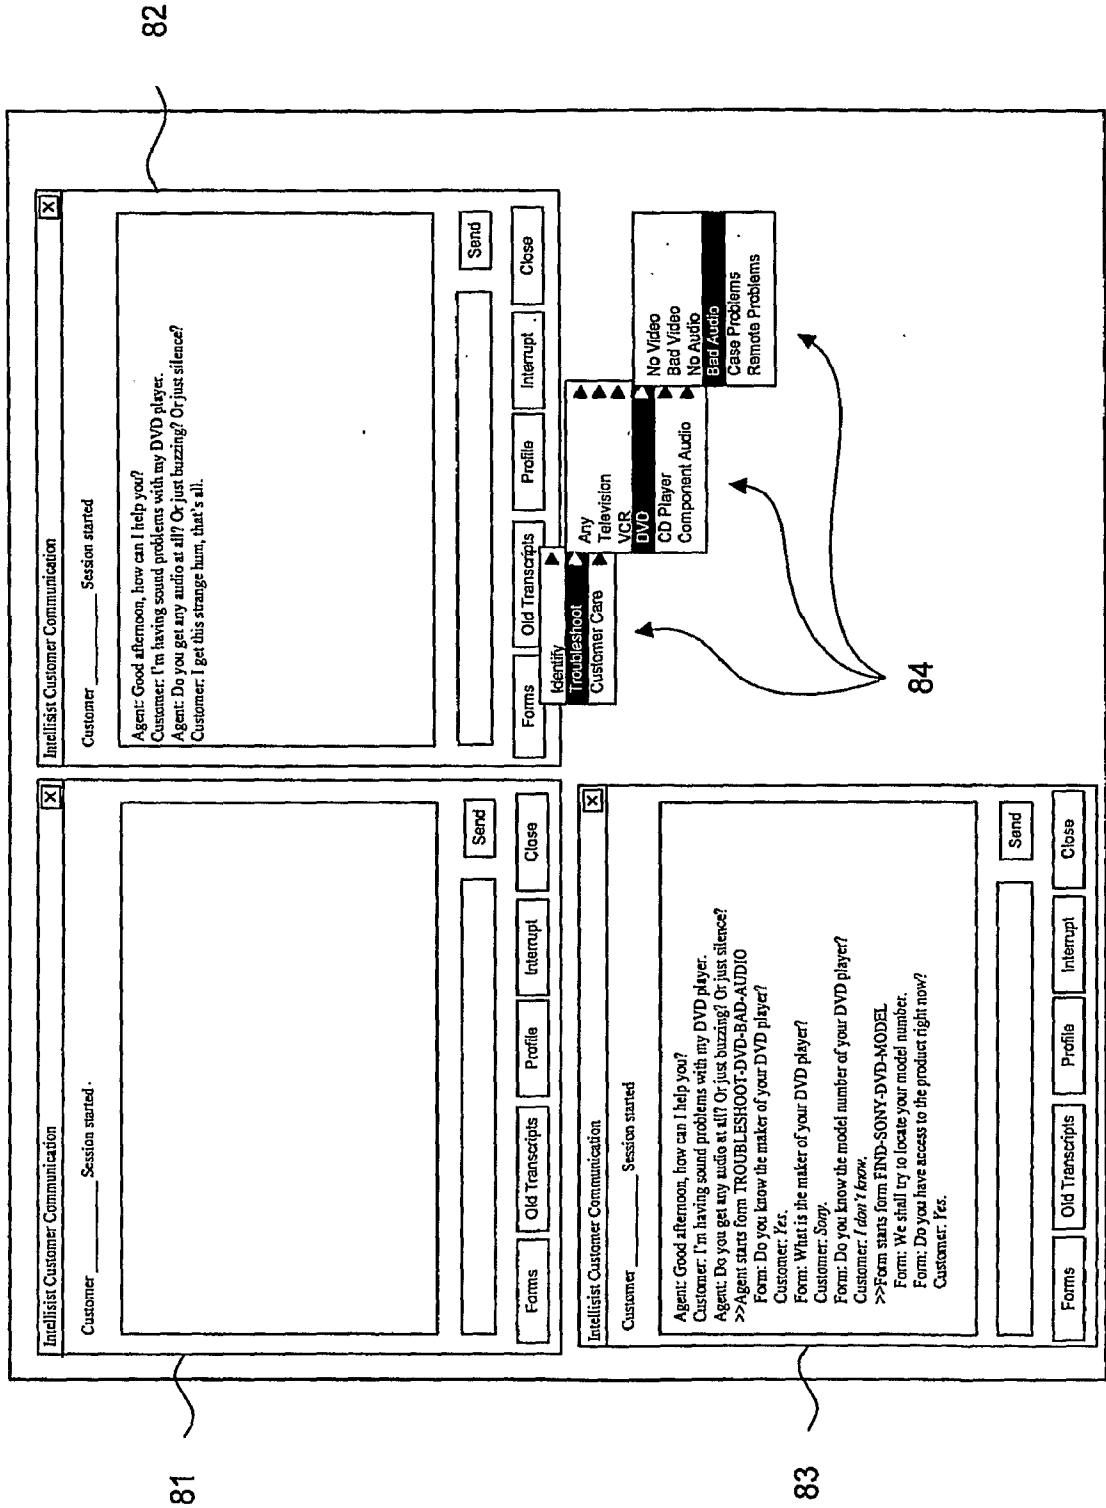 81
Intellisist Customer Communication
X
Customer ________ Session started .
Send
Forms
Old Transcripts
Profile
Interrupt
Close
82
Intellisist Customer Communication
X
Customer ________ Session started
Agent: Good afternoon, how can I help you?
Customer: I'm having sound problems with my DVD player.
Agent: Do you get any audio at all? Or just buzzing? Or just silence?
Customer: I get this strange hum, that's all.
Send
Forms
Old Transcripts
Profile
Interrupt
Close
Identify
Troubleshoot
Customer Care
Any
Television
VCR
DVD
CD Player
Component Audio
No Video
Bad Video
No Audio
Bad Audio
Case Problems
Remote Problems
84
83
Intellisist Customer Communication
X
Customer ________ Session started
Agent: Good afternoon, how can I help you?
Customer: I'm having sound problems with my DVD player.
Agent: Do you get any audio at all? Or just buzzing? Or just silence?
>>Agent starts form TROUBLESHOOT-DVD-BAD-AUDIO
Form: Do you know the maker of your DVD player?
Customer: Yes.
Form: What is the maker of your DVD player?
Customer: Sony.
Form: Do you know the model number of your DVD player?
Customer: I don't know.
>>Form starts form FIND-SONY-DVD-MODEL
Form: We shall try to locate your model number.
Form: Do you have access to the product right now?
Customer: Yes.
Send
Forms
Old Transcripts
Profile
Interrupt
Close